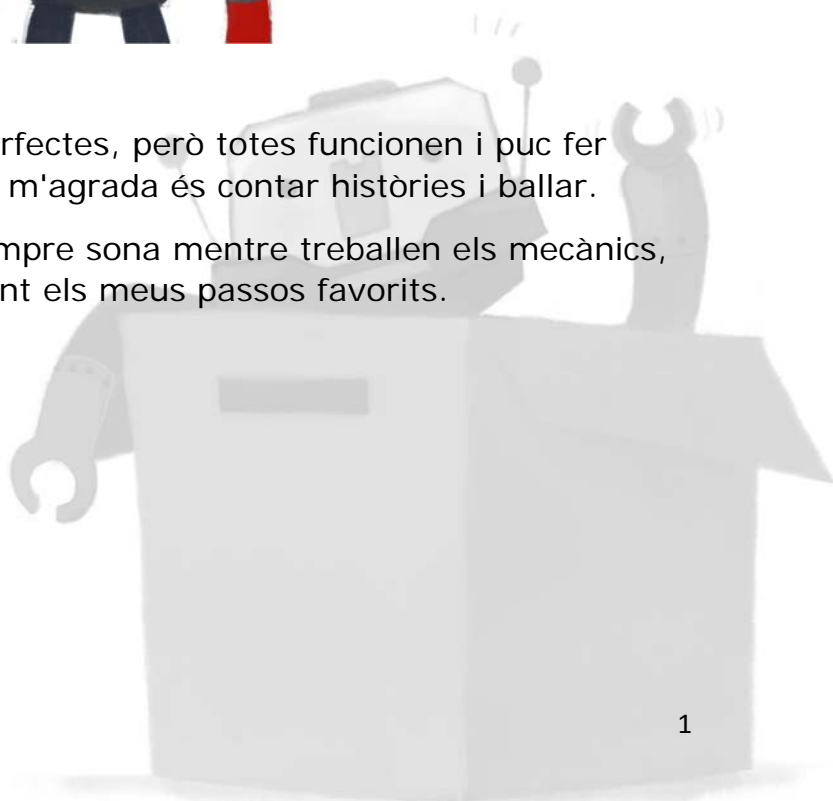 rfectes, però totes funcionen i puc fer
m'agrada és contar històries i ballar.
mpre sona mentre treballen els mecànics,
nt els meus passos favorits.
1